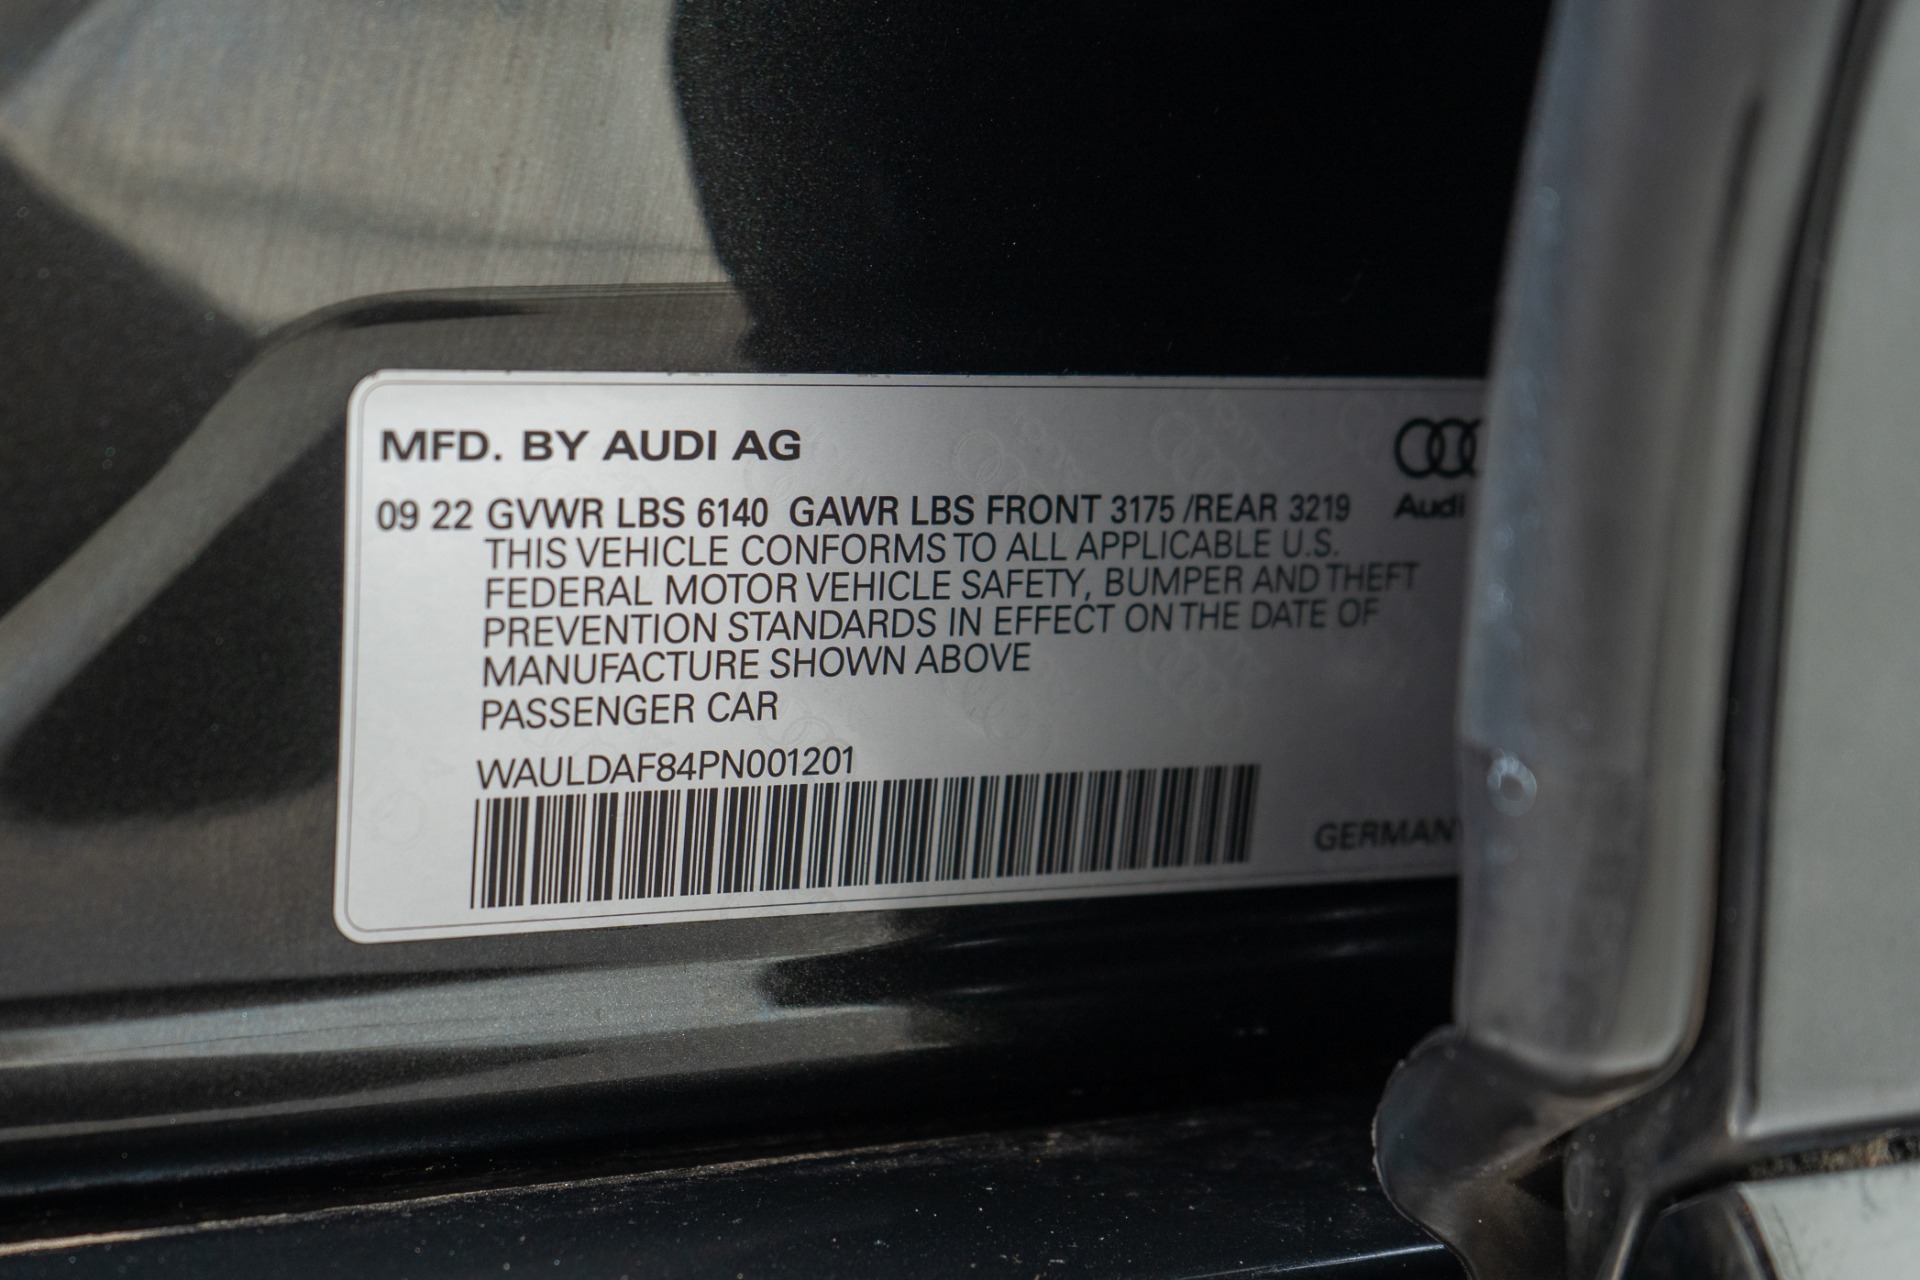 MFD. BY AUDI AG
Audi
09 22 GVWR LBS 6140 GAWR LBS FRONT 3175 /REAR 3219
THIS VEHICLE CONFORMS TO ALL APPLICABLE U.S.
FEDERAL MOTOR VEHICLE SAFETY, BUMPER AND THEFT
PREVENTION STANDARDS IN EFFECT ON THE DATE OF
MANUFACTURE SHOWN ABOVE
PASSENGER CAR
WAULDAF84PN001201
GERMANY